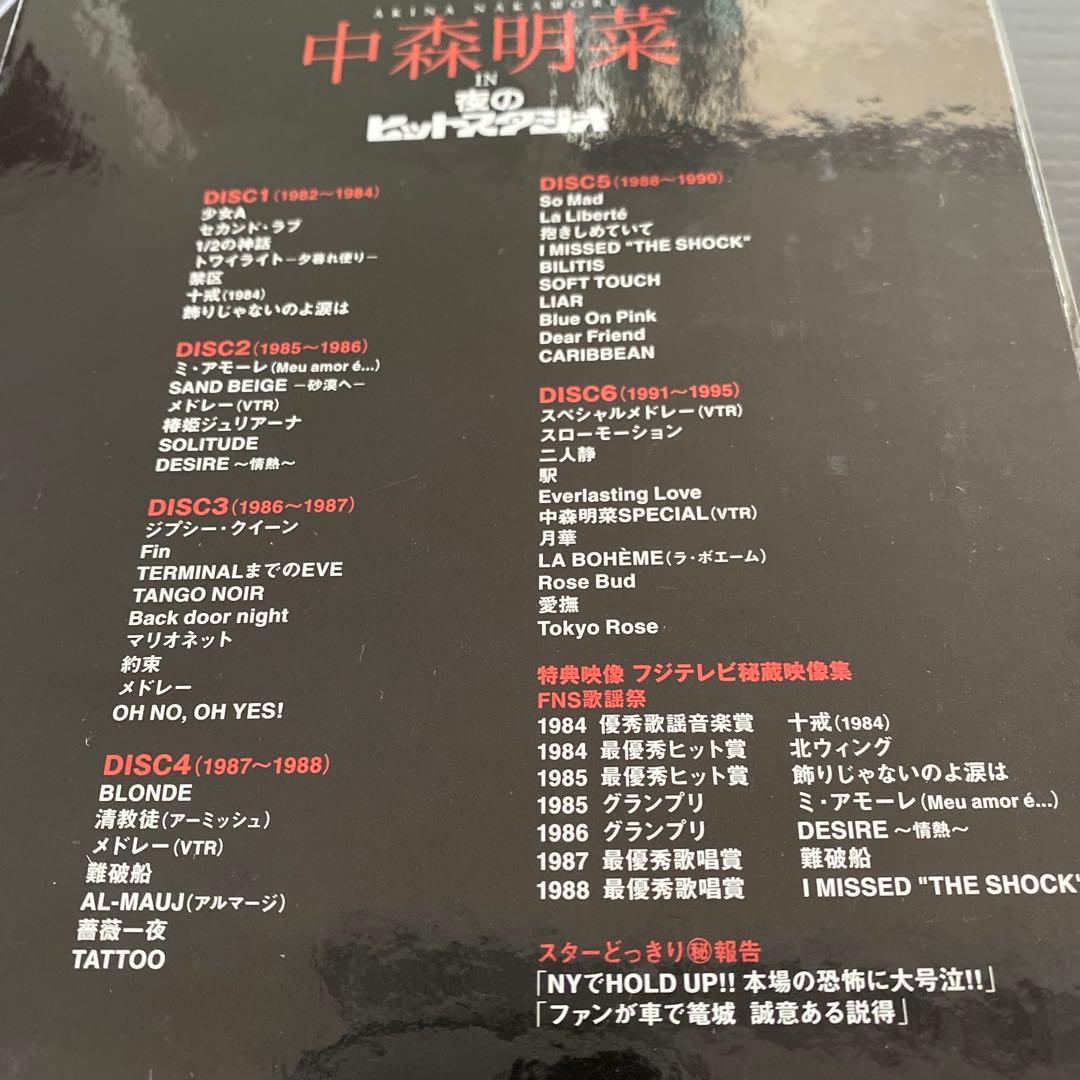 AKINA NAKAMORI
中森明菜
IN
夜の
ヒットスタジオ
DISC1(1982～1984)
少女A
セカンド・ラブ
1/2の神話
トワイライト－夕暮れ便り－
禁区
十戒(1984)
飾りじゃないのよ涙は
DISC2(1985～1986)
ミ・アモーレ(Meu amor é...)
SAND BEIGE －砂漠へ－
メドレー(VTR)
椿姫ジュリアーナ
SOLITUDE
DESIRE ～情熱～
DISC3(1986～1987)
ジプシー・クイーン
Fin
TERMINALまでのEVE
TANGO NOIR
Back door night
マリオネット
約束
メドレー
OH NO, OH YES!
DISC4(1987～1988)
BLONDE
清教徒(アーミッシュ)
メドレー(VTR)
難破船
AL-MAUJ(アルマージ)
薔薇一夜
TATTOO
DISC5(1988～1990)
So Mad
La Liberté
抱きしめていて
I MISSED "THE SHOCK"
BILITIS
SOFT TOUCH
LIAR
Blue On Pink
Dear Friend
CARIBBEAN
DISC6(1991～1995)
スペシャルメドレー(VTR)
スローモーション
二人静
駅
Everlasting Love
中森明菜SPECIAL(VTR)
月華
LA BOHÈME(ラ・ボエーム)
Rose Bud
愛撫
Tokyo Rose
特典映像 フジテレビ秘蔵映像集
FNS歌謡祭
1984 優秀歌謡音楽賞 十戒(1984)
1984 最優秀ヒット賞 北ウィング
1985 最優秀ヒット賞 飾りじゃないのよ涙は
1985 グランプリ ミ・アモーレ(Meu amor é...)
1986 グランプリ DESIRE ～情熱～
1987 最優秀歌唱賞 難破船
1988 最優秀歌唱賞 I MISSED "THE SHOCK"
スターどっきり㊙報告
「NYでHOLD UP!! 本場の恐怖に大号泣!!」
「ファンが車で篭城 誠意ある説得」